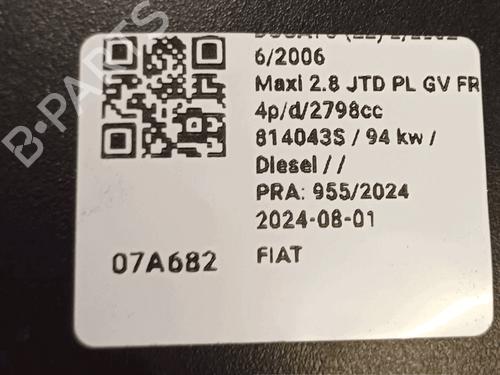 6/2006
Maxi 2.8 JTD PL GV FR
4p/d/2798cc
814043S / 94 kw /
Diesel / /
PRA: 955/2024
2024-08-01
07A682
FIAT
B-PARTS